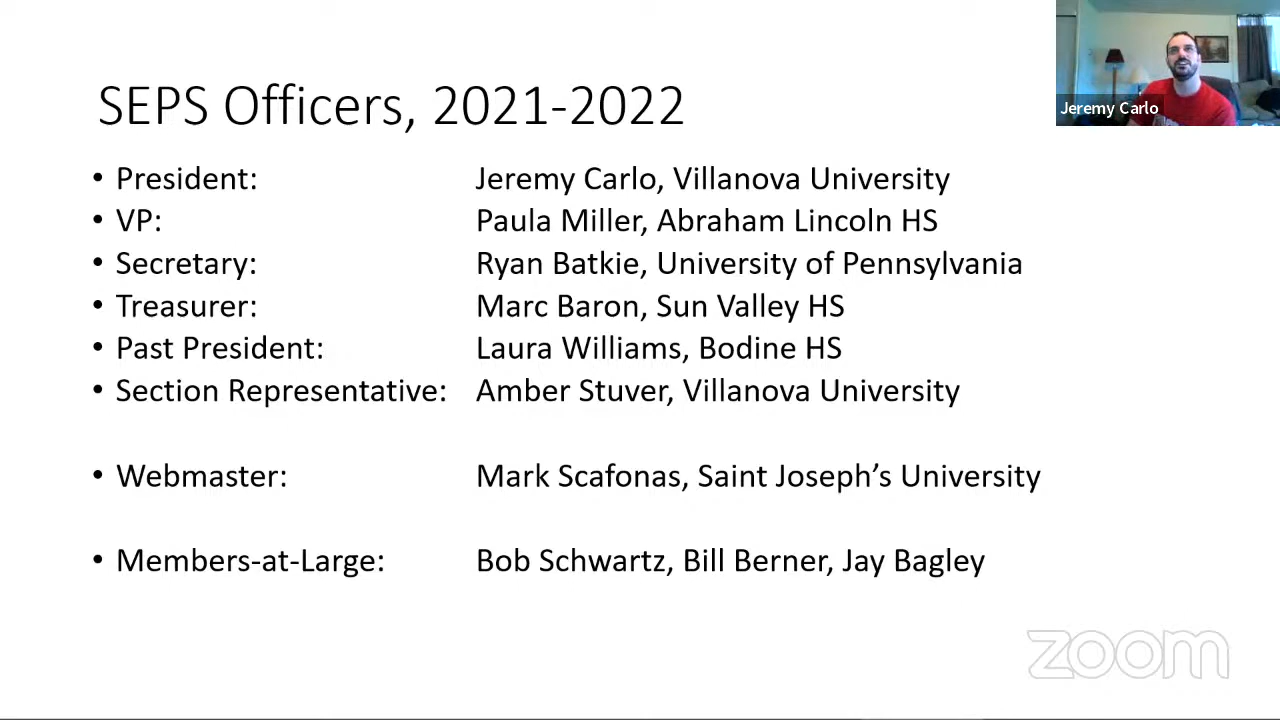 SEPS Officers, 2021-2022
Jeremy Carlo
• President: Jeremy Carlo, Villanova University
• VP: Paula Miller, Abraham Lincoln HS
• Secretary: Ryan Batkie, University of Pennsylvania
• Treasurer: Marc Baron, Sun Valley HS
• Past President: Laura Williams, Bodine HS
• Section Representative: Amber Stuver, Villanova University
• Webmaster: Mark Scafonas, Saint Joseph’s University
• Members-at-Large: Bob Schwartz, Bill Berner, Jay Bagley
zoom